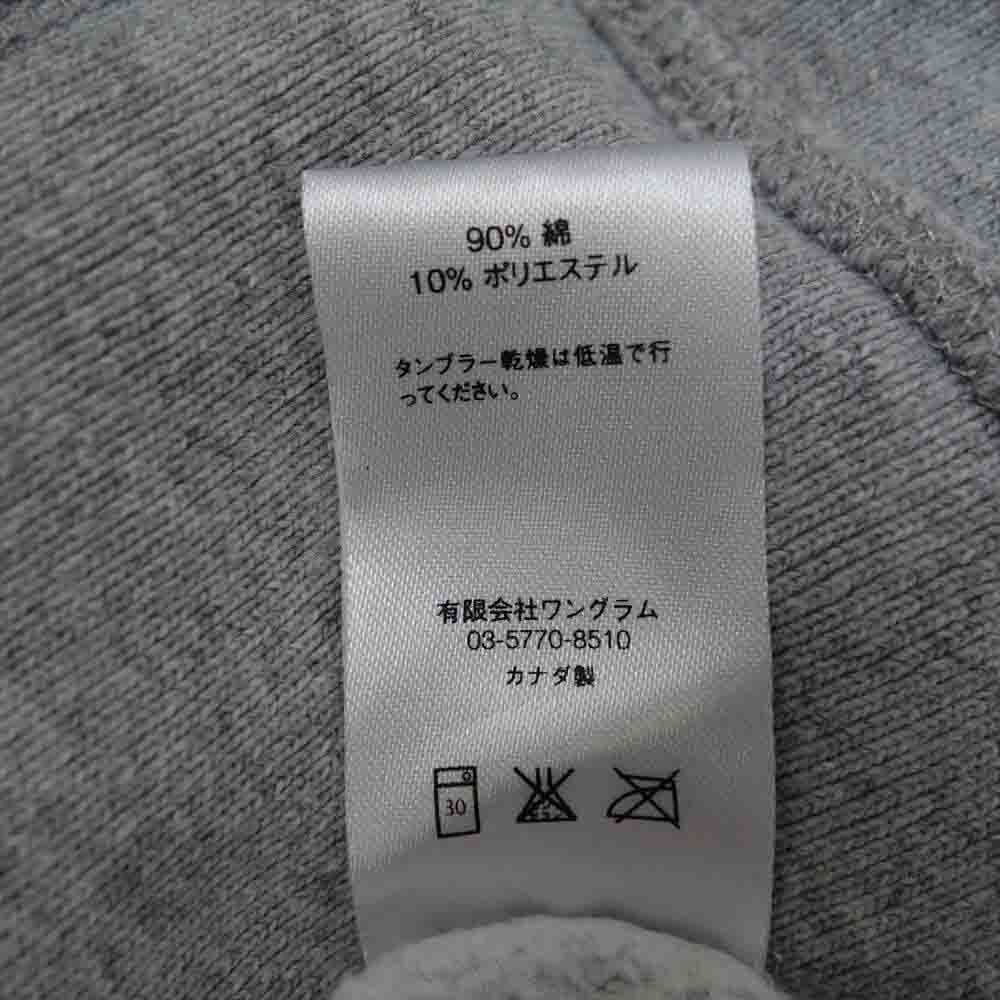 90% 綿
10% ポリエステル
タンブラー乾燥は低温で行
ってください。
有限会社ワングラム
03-5770-8510
カナダ製
30